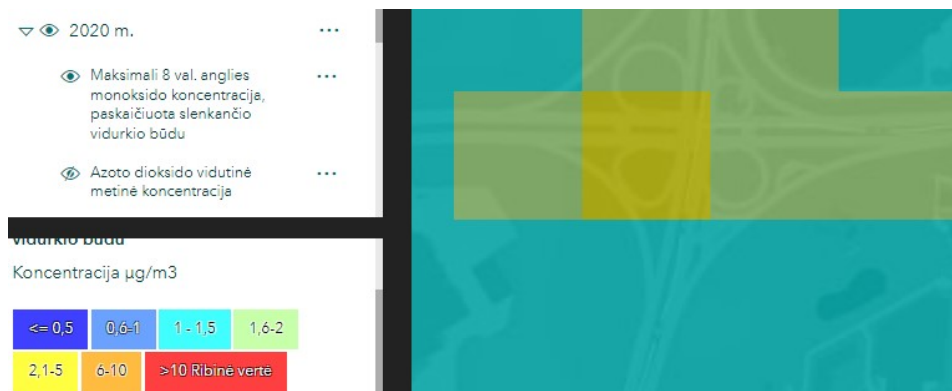 2020 m.
Maksimali 8 val. anglies
monoksido koncentracija,
paskaičiuota slenkančio
vidurkio būdu
Azoto dioksido vidutinė
metinė koncentracija
vidurkio būdu
Koncentracija µg/m3
<= 0,5 0,6-1 1 - 1,5 1,6-2
2,1-5 6-10 >10 Ribinė vertė